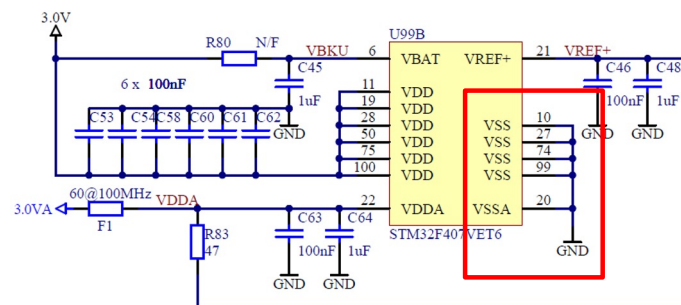 3.0V
U99B
R80 N/F VBKU 6 VBAT VREF+ 21 VREF+
C45 C46 C48
6 x 100nF 1uF 100nF 1uF
11 VDD
19 VDD VSS 10
C53 C54 C58 C60 C61 C62 GND 28 VDD VSS 27 GND GND
50 VDD VSS 74
75 VDD VSS 99
100 VDD
60@100MHz
3.0VA VDDA 22 VDDA VSSA 20
F1 C63 C64 STM32F407VET6
R83
47 100nF 1uF GND
GND GND